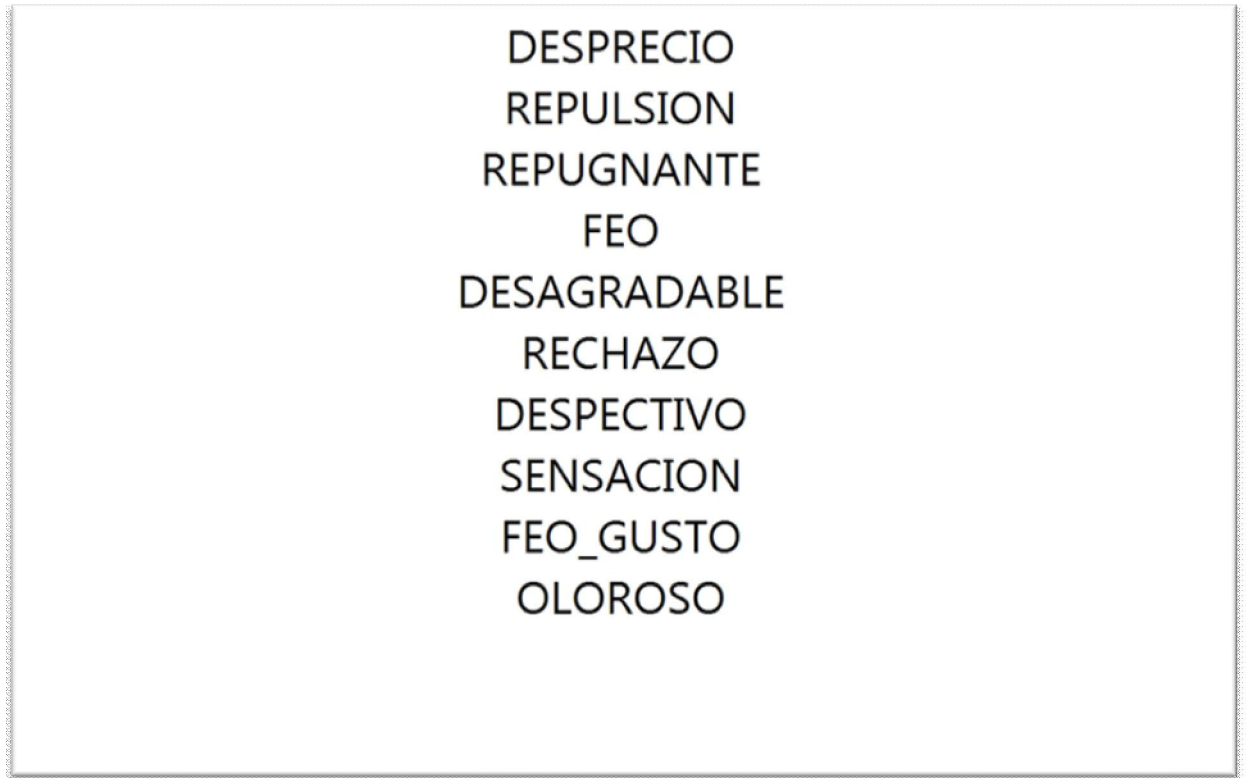 DESPRECIO
REPULSION
REPUGNANTE
FEO
DESAGRADABLE
RECHAZO
DESPECTIVO
SENSACION
FEO_GUSTO
OLOROSO